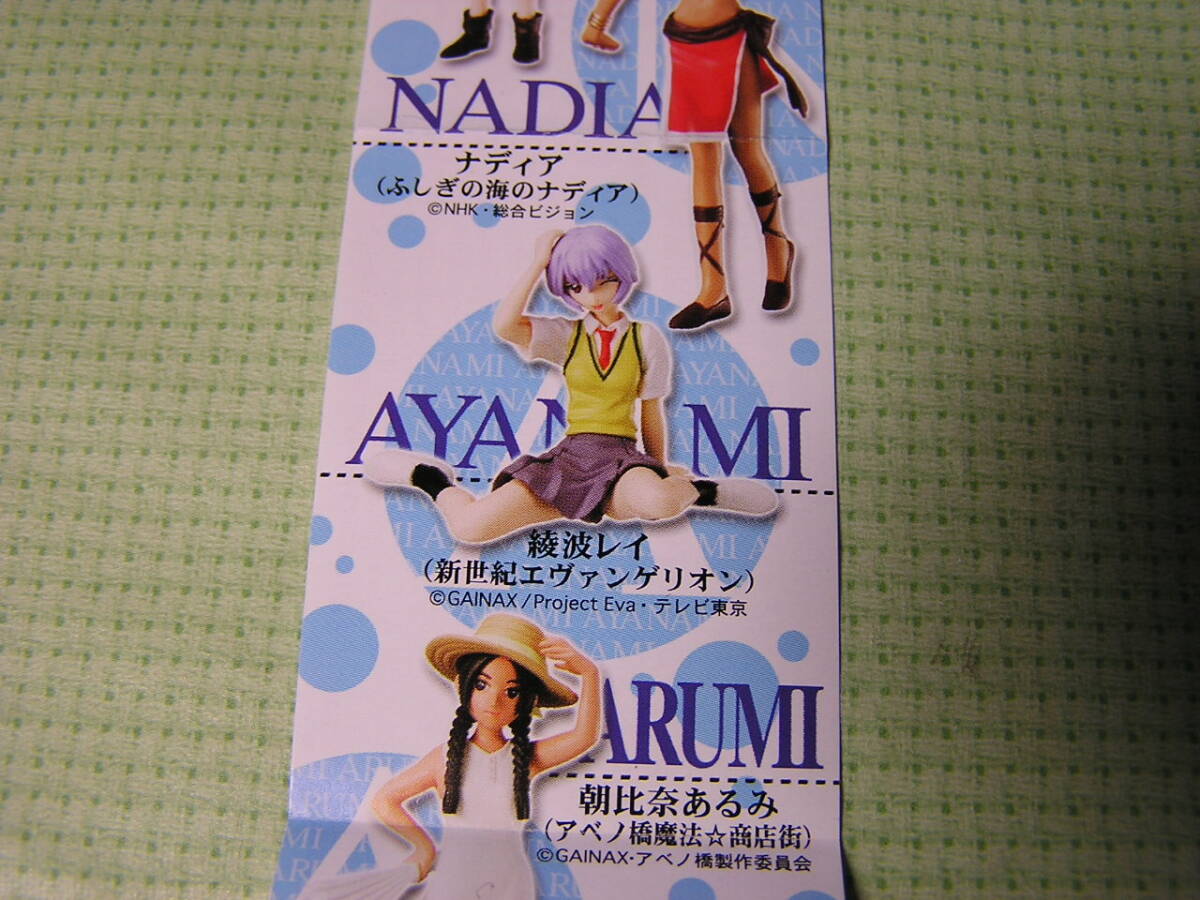 NADIA
ナディア
(ふしぎの海のナディア)
©NHK・総合ビジョン
AYANAMI
綾波レイ
(新世紀エヴァンゲリオン)
©GAINAX/Project Eva・テレビ東京
ARUMI
朝比奈あるみ
(アベノ橋魔法☆商店街)
©GAINAX・アベノ橋製作委員会